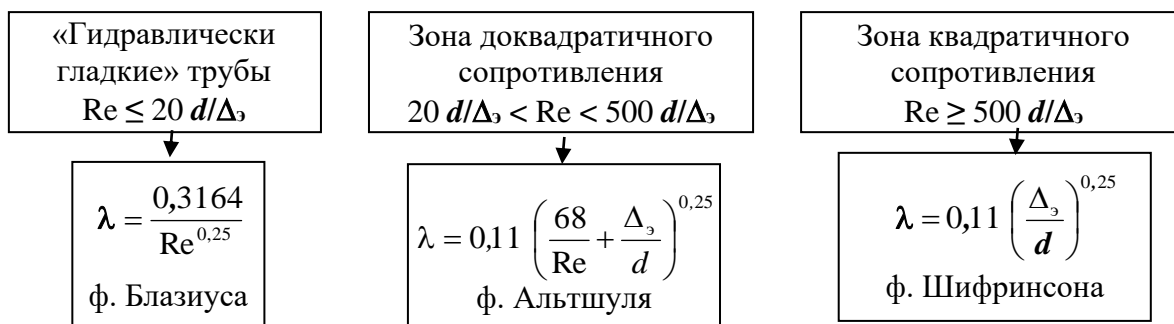 «Гидравлически
гладкие» трубы
Re ≤ 20 d/Δэ
λ = 0,3164 / Re^0,25
ф. Блазиуса
Зона доквадратичного
сопротивления
20 d/Δэ < Re < 500 d/Δэ
λ = 0,11 (68/Re + Δэ/d)^0,25
ф. Альтшуля
Зона квадратичного
сопротивления
Re ≥ 500 d/Δэ
λ = 0,11 (Δэ/d)^0,25
ф. Шифринсона